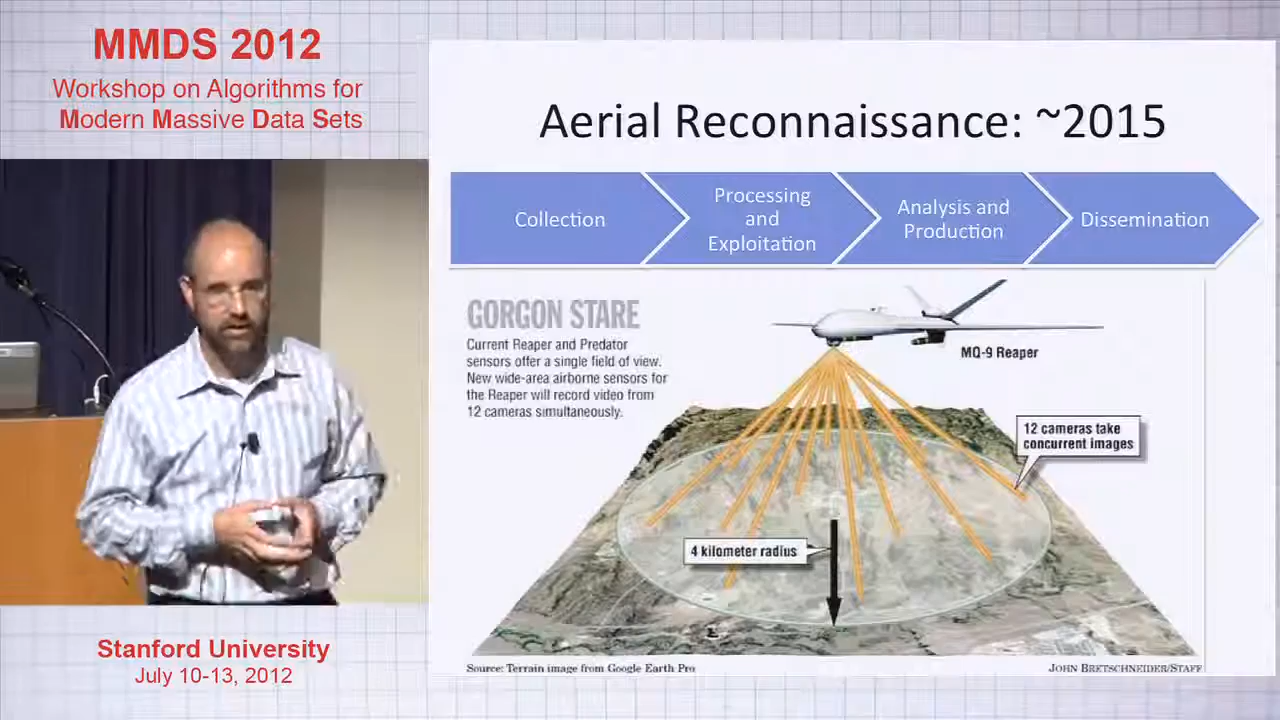 MMDS 2012
Workshop on Algorithms for
Modern Massive Data Sets
Aerial Reconnaissance: ~2015
Collection
Processing
and
Exploitation
Analysis and
Production
Dissemination
GORGON STARE
Current Reaper and Predator
sensors offer a single field of view.
New wide-area airborne sensors for
the Reaper will record video from
12 cameras simultaneously.
MQ-9 Reaper
12 cameras take
concurrent images
4 kilometer radius
Source: Terrain image from Google Earth Pro
JOHN BRETSCHNEIDER/STAFF
Stanford University
July 10-13, 2012